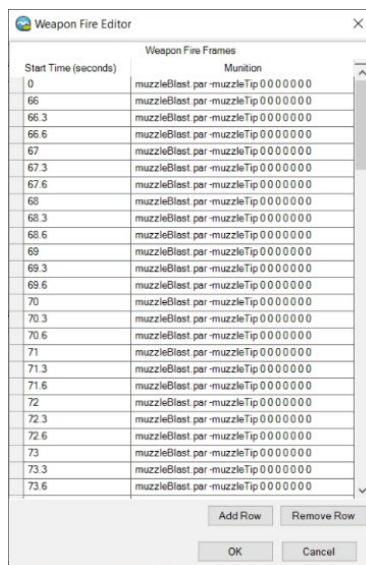 Weapon Fire Editor
Weapon Fire Frames
Start Time (seconds) Munition
0 muzzleBlast.par -muzzleTip 0 0 0 0 0 0 0
66 muzzleBlast.par -muzzleTip 0 0 0 0 0 0 0
66.3 muzzleBlast.par -muzzleTip 0 0 0 0 0 0 0
66.6 muzzleBlast.par -muzzleTip 0 0 0 0 0 0 0
67 muzzleBlast.par -muzzleTip 0 0 0 0 0 0 0
67.3 muzzleBlast.par -muzzleTip 0 0 0 0 0 0 0
67.6 muzzleBlast.par -muzzleTip 0 0 0 0 0 0 0
68 muzzleBlast.par -muzzleTip 0 0 0 0 0 0 0
68.3 muzzleBlast.par -muzzleTip 0 0 0 0 0 0 0
68.6 muzzleBlast.par -muzzleTip 0 0 0 0 0 0 0
69 muzzleBlast.par -muzzleTip 0 0 0 0 0 0 0
69.3 muzzleBlast.par -muzzleTip 0 0 0 0 0 0 0
69.6 muzzleBlast.par -muzzleTip 0 0 0 0 0 0 0
70 muzzleBlast.par -muzzleTip 0 0 0 0 0 0 0
70.3 muzzleBlast.par -muzzleTip 0 0 0 0 0 0 0
70.6 muzzleBlast.par -muzzleTip 0 0 0 0 0 0 0
71 muzzleBlast.par -muzzleTip 0 0 0 0 0 0 0
71.3 muzzleBlast.par -muzzleTip 0 0 0 0 0 0 0
71.6 muzzleBlast.par -muzzleTip 0 0 0 0 0 0 0
72 muzzleBlast.par -muzzleTip 0 0 0 0 0 0 0
72.3 muzzleBlast.par -muzzleTip 0 0 0 0 0 0 0
72.6 muzzleBlast.par -muzzleTip 0 0 0 0 0 0 0
73 muzzleBlast.par -muzzleTip 0 0 0 0 0 0 0
73.3 muzzleBlast.par -muzzleTip 0 0 0 0 0 0 0
73.6 muzzleBlast.par -muzzleTip 0 0 0 0 0 0 0
Add Row Remove Row
OK Cancel